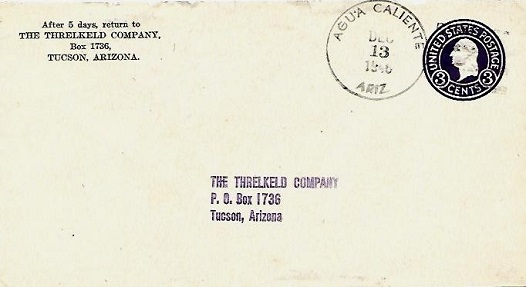 After 5 days, return to
THE THRELKELD COMPANY,
Box 1736,
TUCSON, ARIZONA.
AGUA CALIENTE
DEC
13
ARIZ.
UNITED STATES POSTAGE
3 CENTS 3
THE THRELKELD COMPANY
P. O. Box 1736
Tucson, Arizona